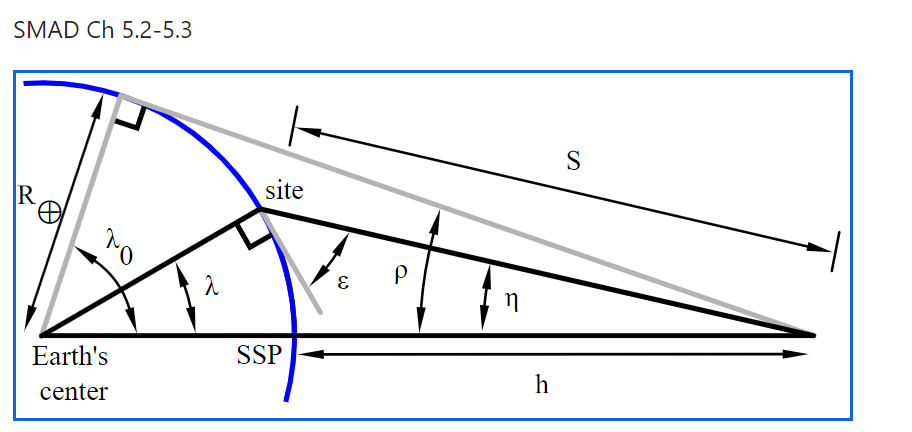 SMAD Ch 5.2-5.3
S
site
R⊕
λ0
λ
ε
ρ
η
Earth's
center
SSP
h